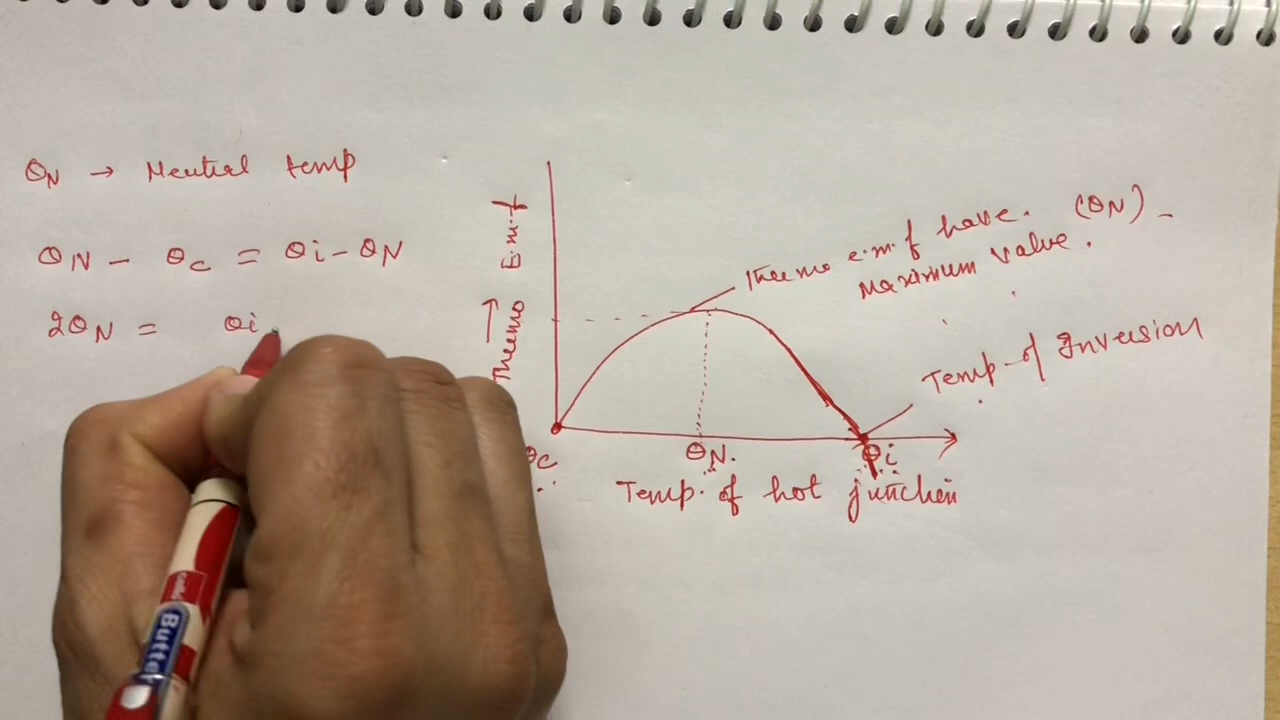 θN → Neutral temp
θN - θc = θi - θN
2θN = θi
Thermo E.m.f
Thermo e.m.f have. (θN) -
Maximum value.
Temp. of Inversion
θc
θN.
θi
Temp. of hot junction
Butter